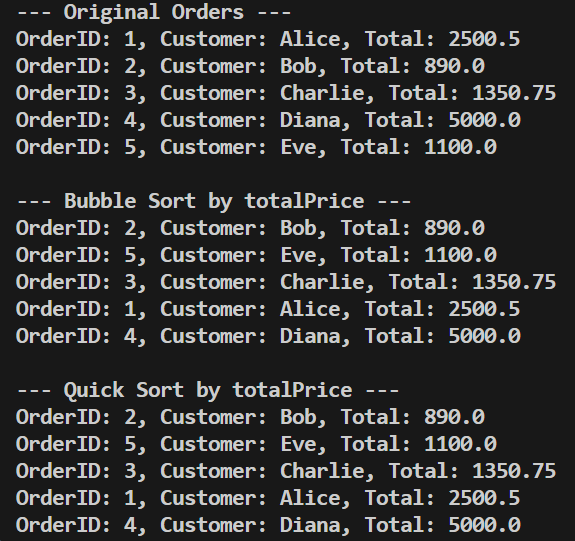 --- Original Orders ---
OrderID: 1, Customer: Alice, Total: 2500.5
OrderID: 2, Customer: Bob, Total: 890.0
OrderID: 3, Customer: Charlie, Total: 1350.75
OrderID: 4, Customer: Diana, Total: 5000.0
OrderID: 5, Customer: Eve, Total: 1100.0

--- Bubble Sort by totalPrice ---
OrderID: 2, Customer: Bob, Total: 890.0
OrderID: 5, Customer: Eve, Total: 1100.0
OrderID: 3, Customer: Charlie, Total: 1350.75
OrderID: 1, Customer: Alice, Total: 2500.5
OrderID: 4, Customer: Diana, Total: 5000.0

--- Quick Sort by totalPrice ---
OrderID: 2, Customer: Bob, Total: 890.0
OrderID: 5, Customer: Eve, Total: 1100.0
OrderID: 3, Customer: Charlie, Total: 1350.75
OrderID: 1, Customer: Alice, Total: 2500.5
OrderID: 4, Customer: Diana, Total: 5000.0